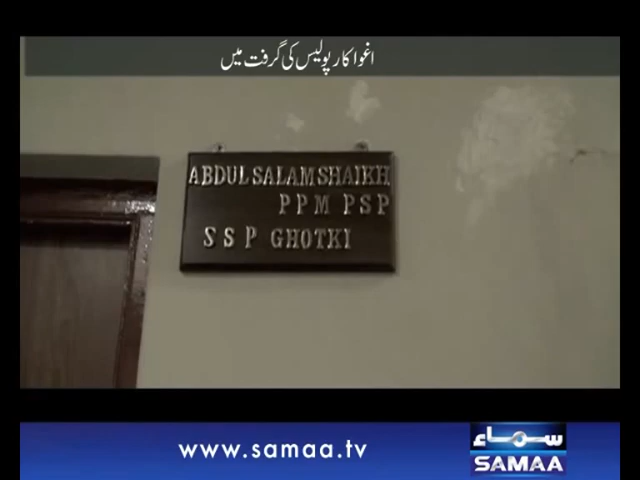 اغوا کار پولیس کی گرفت میں
ABDUL SALAM SHAIKH
PPM PSP
SSP GHOTKI
www.samaa.tv
سماء
SAMAA